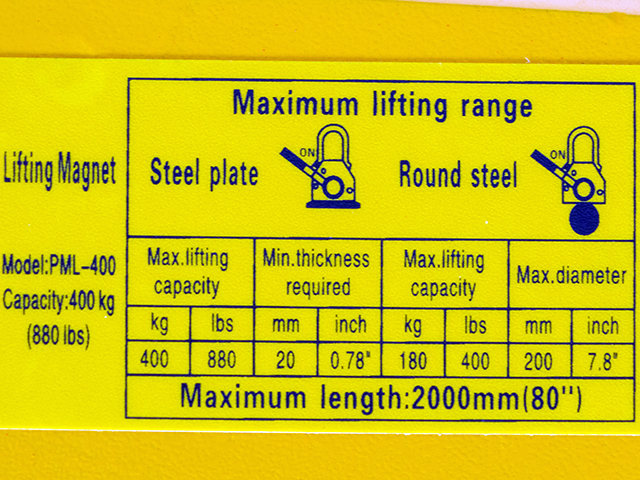 Maximum lifting range
Lifting Magnet
Steel plate
ON
Round steel
ON
Model:PML-400
Capacity:400 kg
(880 lbs)
Max.lifting capacity
Min.thickness required
Max.lifting capacity
Max.diameter
kg lbs mm inch kg lbs mm inch
400 880 20 0.78" 180 400 200 7.8"
Maximum length:2000mm(80")